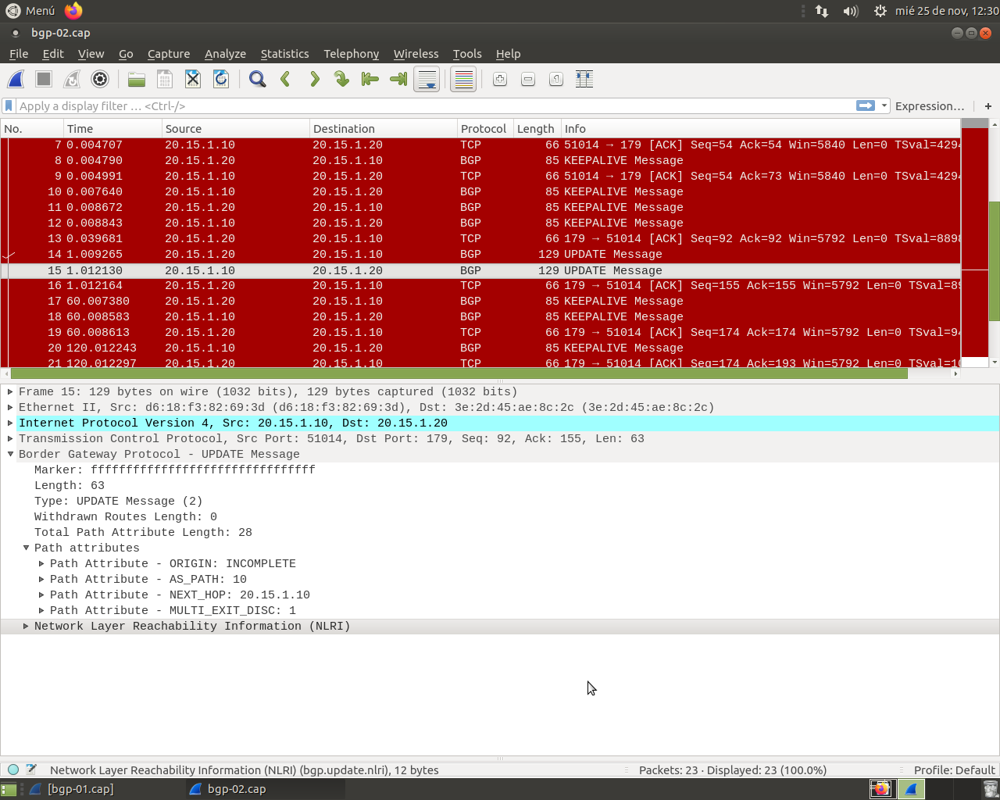 Menú
mié 25 de nov, 12:30
bgp-02.cap
File Edit View Go Capture Analyze Statistics Telephony Wireless Tools Help
Apply a display filter … <Ctrl-/>
Expression… +
No. Time Source Destination Protocol Length Info
7 0.004707 20.15.1.10 20.15.1.20 TCP 66 51014 → 179 [ACK] Seq=54 Ack=54 Win=5840 Len=0 TSval=4294
8 0.004790 20.15.1.20 20.15.1.10 BGP 85 KEEPALIVE Message
9 0.004991 20.15.1.10 20.15.1.20 TCP 66 51014 → 179 [ACK] Seq=54 Ack=73 Win=5840 Len=0 TSval=4294
10 0.007640 20.15.1.10 20.15.1.20 BGP 85 KEEPALIVE Message
11 0.008672 20.15.1.20 20.15.1.10 BGP 85 KEEPALIVE Message
12 0.008843 20.15.1.10 20.15.1.20 BGP 85 KEEPALIVE Message
13 0.039681 20.15.1.20 20.15.1.10 TCP 66 179 → 51014 [ACK] Seq=92 Ack=92 Win=5792 Len=0 TSval=8898
14 1.009265 20.15.1.20 20.15.1.10 BGP 129 UPDATE Message
15 1.012130 20.15.1.10 20.15.1.20 BGP 129 UPDATE Message
16 1.012164 20.15.1.20 20.15.1.10 TCP 66 179 → 51014 [ACK] Seq=155 Ack=155 Win=5792 Len=0 TSval=89
17 60.007380 20.15.1.20 20.15.1.10 BGP 85 KEEPALIVE Message
18 60.008583 20.15.1.10 20.15.1.20 BGP 85 KEEPALIVE Message
19 60.008613 20.15.1.20 20.15.1.10 TCP 66 179 → 51014 [ACK] Seq=174 Ack=174 Win=5792 Len=0 TSval=94
20 120.012243 20.15.1.10 20.15.1.20 BGP 85 KEEPALIVE Message
21 120.012297 20.15.1.20 20.15.1.10 TCP 66 179 → 51014 [ACK] Seq=174 Ack=193 Win=5792 Len=0 TSval=10
Frame 15: 129 bytes on wire (1032 bits), 129 bytes captured (1032 bits)
Ethernet II, Src: d6:18:f3:82:69:3d (d6:18:f3:82:69:3d), Dst: 3e:2d:45:ae:8c:2c (3e:2d:45:ae:8c:2c)
Internet Protocol Version 4, Src: 20.15.1.10, Dst: 20.15.1.20
Transmission Control Protocol, Src Port: 51014, Dst Port: 179, Seq: 92, Ack: 155, Len: 63
Border Gateway Protocol - UPDATE Message
Marker: ffffffffffffffffffffffffffffffff
Length: 63
Type: UPDATE Message (2)
Withdrawn Routes Length: 0
Total Path Attribute Length: 28
Path attributes
Path Attribute - ORIGIN: INCOMPLETE
Path Attribute - AS_PATH: 10
Path Attribute - NEXT_HOP: 20.15.1.10
Path Attribute - MULTI_EXIT_DISC: 1
Network Layer Reachability Information (NLRI)
Network Layer Reachability Information (NLRI) (bgp.update.nlri), 12 bytes
Packets: 23 · Displayed: 23 (100.0%)
Profile: Default
[bgp-01.cap]
bgp-02.cap